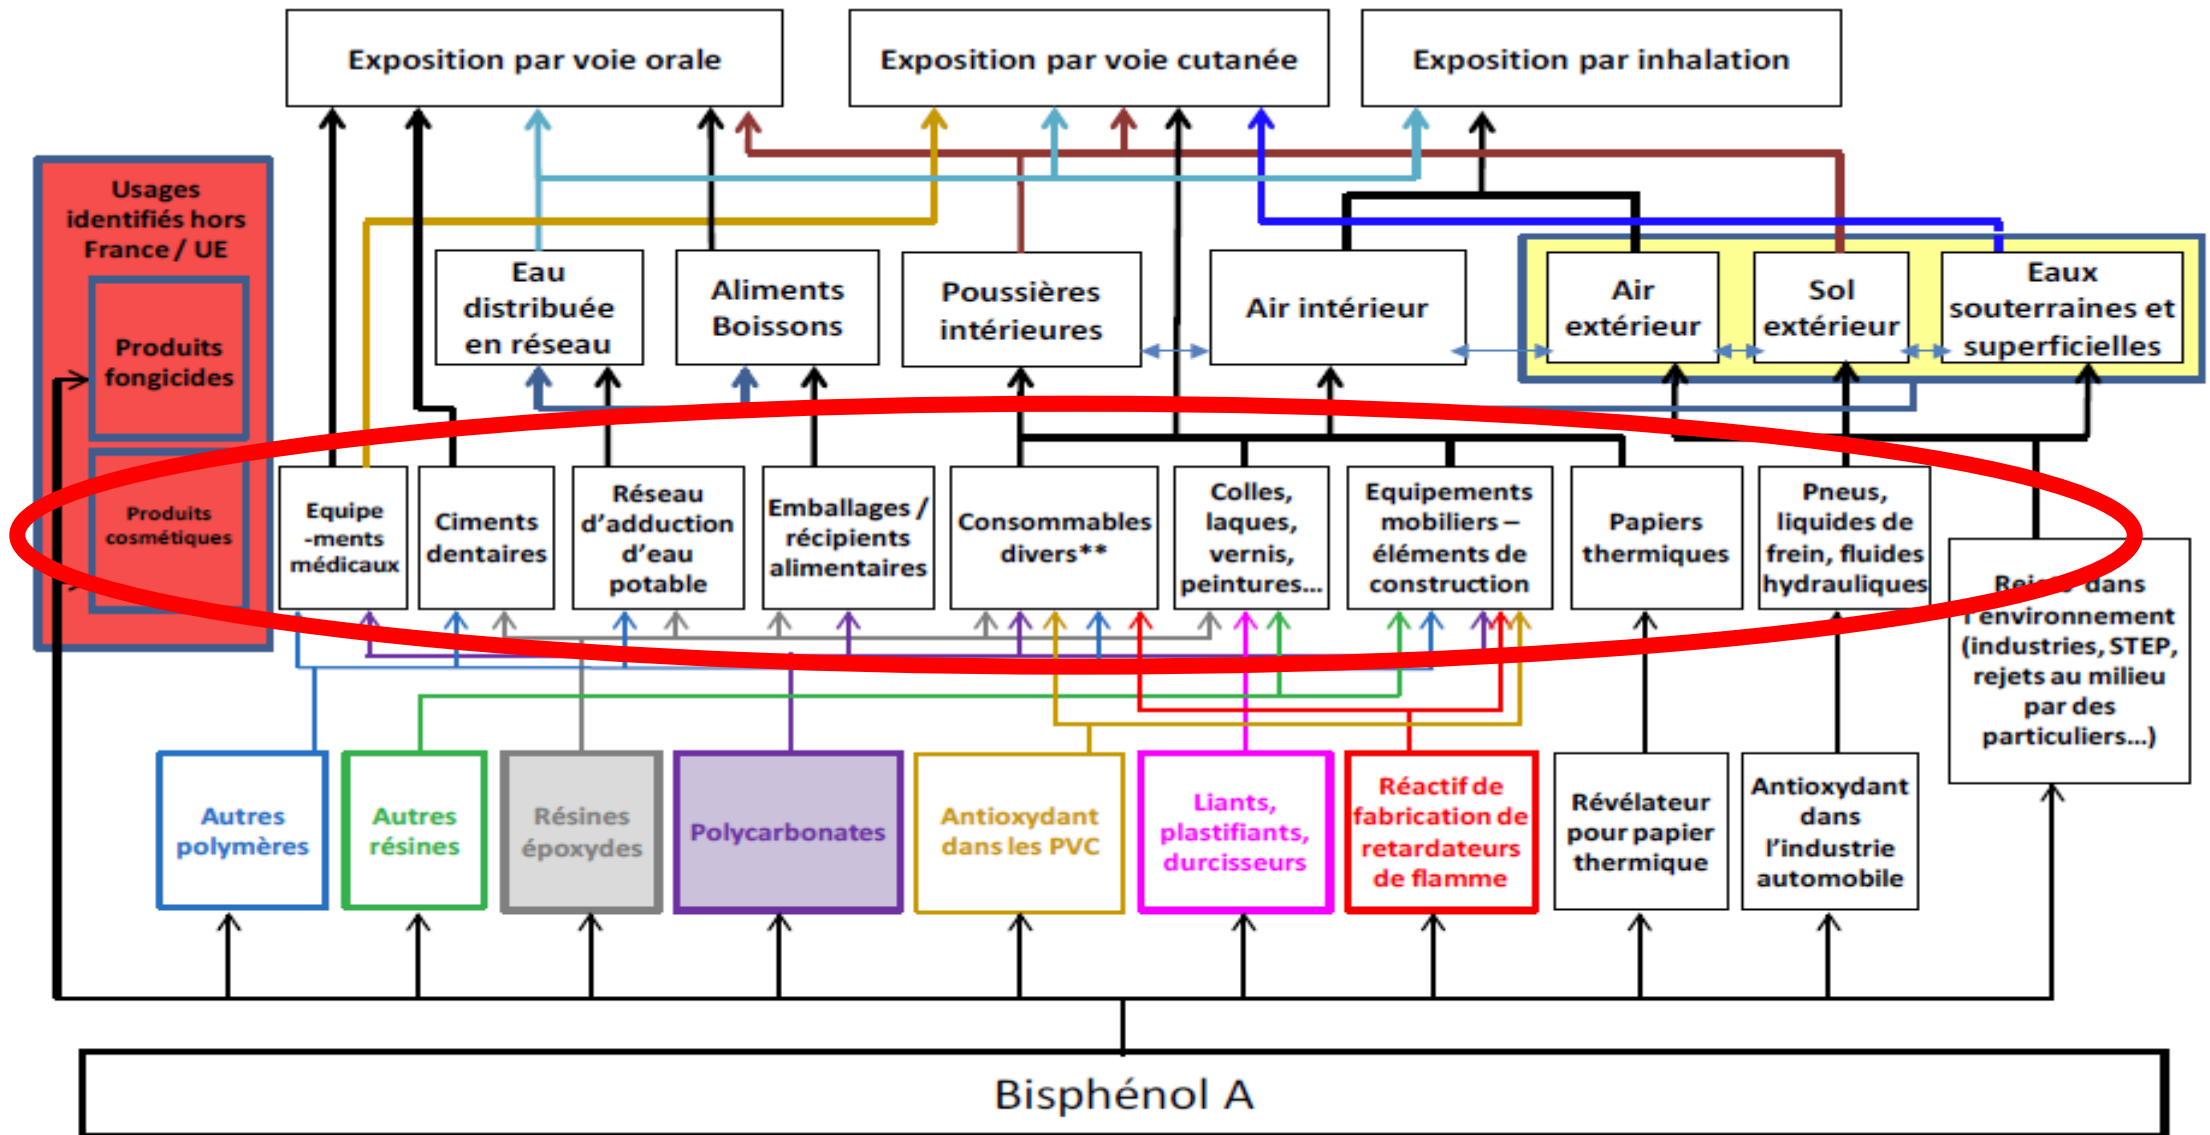 Exposition par voie orale
Exposition par voie cutanée
Exposition par inhalation
Usages
identifiés hors
France / UE
Produits
fongicides
Produits
cosmétiques
Eau
distribuée
en réseau
Aliments
Boissons
Poussières
intérieures
Air intérieur
Air
extérieur
Sol
extérieur
Eaux
souterraines et
superficielles
Equipe
-ments
médicaux
Ciments
dentaires
Réseau
d'adduction
d'eau
potable
Emballages /
récipients
alimentaires
Consommables
divers**
Colles,
laques,
vernis,
peintures...
Equipements
mobiliers –
éléments de
construction
Papiers
thermiques
Pneus,
liquides de
frein, fluides
hydrauliques
dans
l'environnement
(industries, STEP,
rejets au milieu
par des
particuliers...)
Autres
polymères
Autres
résines
Résines
époxydes
Polycarbonates
Antioxydant
dans les PVC
Liants,
plastifiants,
durcisseurs
Réactif de
fabrication de
retardateurs
de flamme
Révélateur
pour papier
thermique
Antioxydant
dans
l'industrie
automobile
Bisphénol A